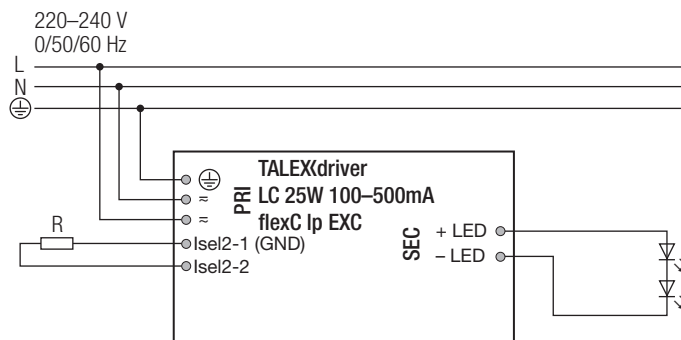 220–240 V
0/50/60 Hz
L
N
TALEXXdriver
LC 25W 100–500mA
flexC lp EXC
PRI
≂
≂
R
Isel2-1 (GND)
Isel2-2
SEC
+ LED
– LED